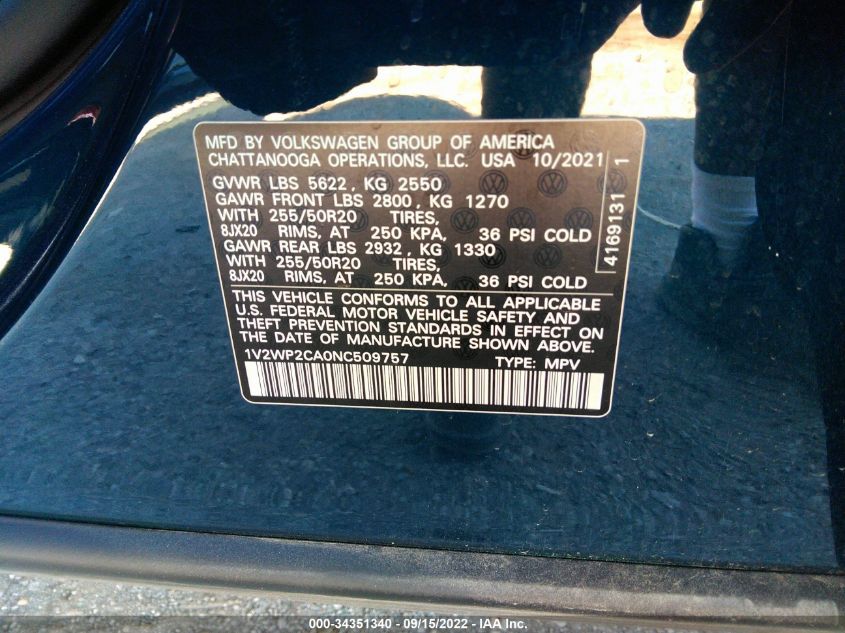 MFD BY VOLKSWAGEN GROUP OF AMERICA
CHATTANOOGA OPERATIONS, LLC. USA 10/2021
GVWR LBS 5622 , KG 2550
GAWR FRONT LBS 2800 , KG 1270
WITH 255/50R20 TIRES,
8JX20 RIMS, AT 250 KPA, 36 PSI COLD
GAWR REAR LBS 2932 , KG 1330
WITH 255/50R20 TIRES,
8JX20 RIMS, AT 250 KPA, 36 PSI COLD
4169131 1
THIS VEHICLE CONFORMS TO ALL APPLICABLE
U.S. FEDERAL MOTOR VEHICLE SAFETY AND
THEFT PREVENTION STANDARDS IN EFFECT ON
THE DATE OF MANUFACTURE SHOWN ABOVE.
1V2WP2CA0NC509757 TYPE: MPV
000-34351340 - 09/15/2022 - IAA Inc.